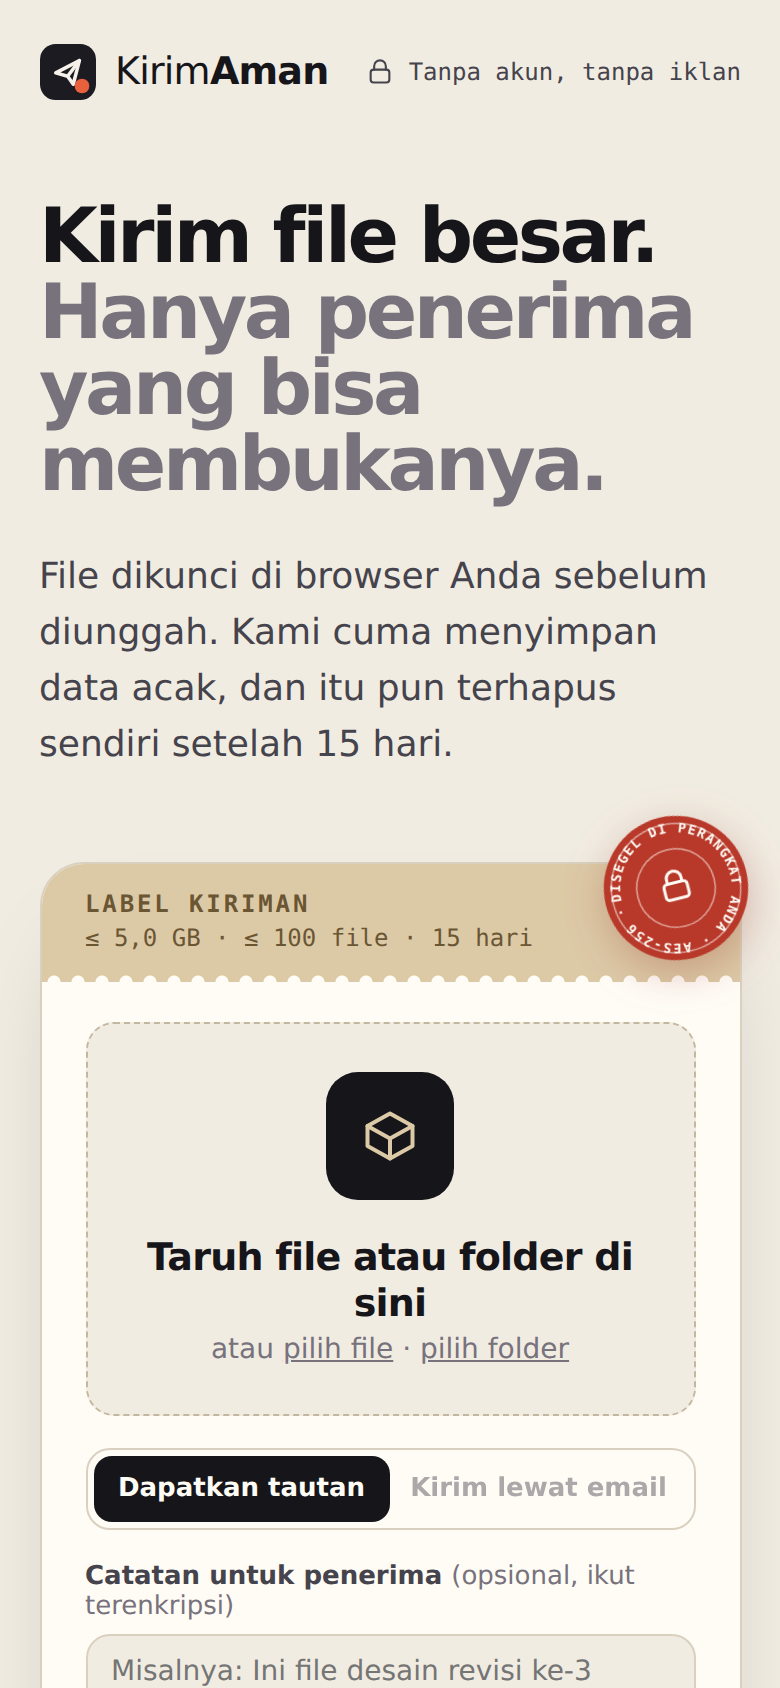 KirimAman
Tanpa akun, tanpa iklan
Kirim file besar.
Hanya penerima
yang bisa
membukanya.
File dikunci di browser Anda sebelum
diunggah. Kami cuma menyimpan
data acak, dan itu pun terhapus
sendiri setelah 15 hari.
DISEGEL DI PERANGKAT ANDA · AES-256 ·
LABEL KIRIMAN
≤ 5,0 GB · ≤ 100 file · 15 hari
Taruh file atau folder di
sini
atau pilih file · pilih folder
Dapatkan tautan
Kirim lewat email
Catatan untuk penerima (opsional, ikut
terenkripsi)
Misalnya: Ini file desain revisi ke-3